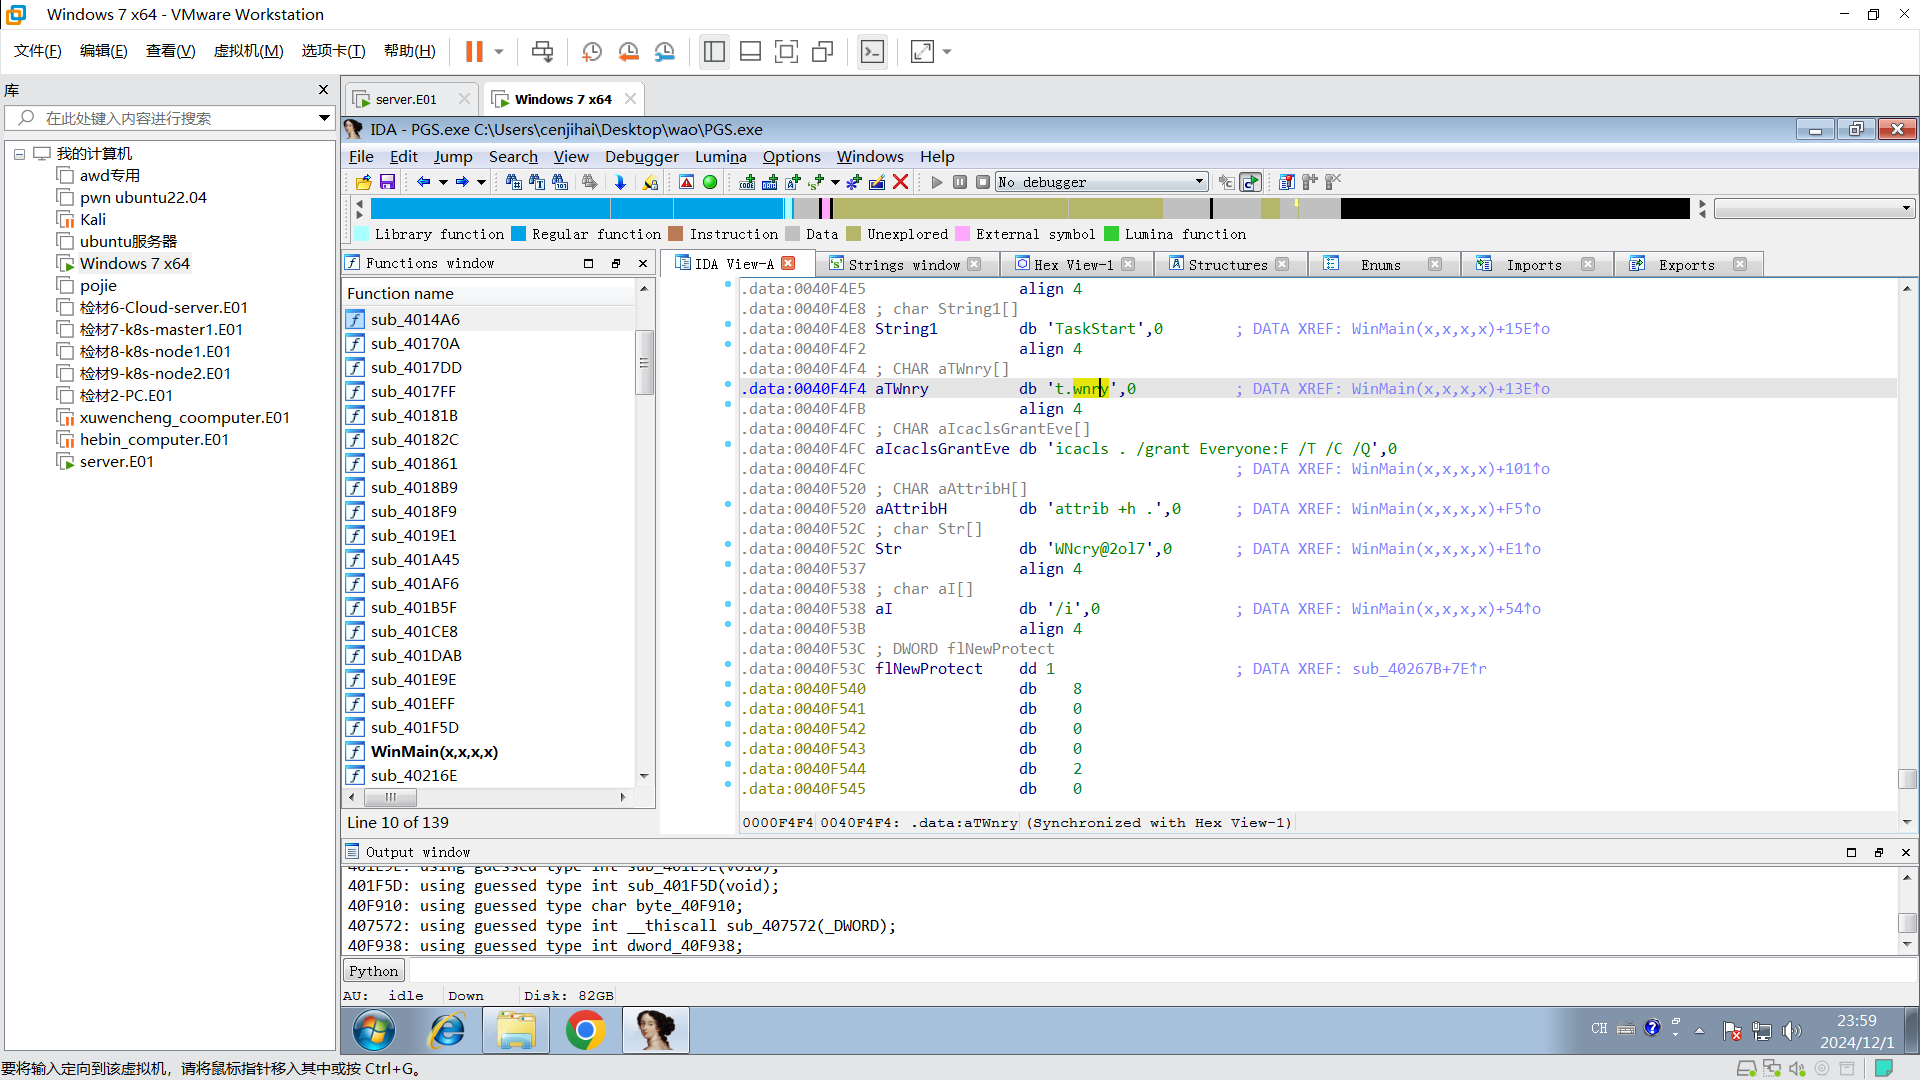 Windows 7 x64 - VMware Workstation
文件(F) 编辑(E) 查看(V) 虚拟机(M) 选项卡(T) 帮助(H)
库
在此处键入内容进行搜索
我的计算机
awd专用
pwn ubuntu22.04
Kali
ubuntu服务器
Windows 7 x64
pojie
检材6-Cloud-server.E01
检材7-k8s-master1.E01
检材8-k8s-node1.E01
检材9-k8s-node2.E01
检材2-PC.E01
xuwencheng_coomputer.E01
hebin_computer.E01
server.E01
server.E01 Windows 7 x64
IDA - PGS.exe C:\Users\cenjihai\Desktop\wao\PGS.exe
File Edit Jump Search View Debugger Lumina Options Windows Help
No debugger
Library function Regular function Instruction Data Unexplored External symbol Lumina function
Functions window
Function name
sub_4014A6
sub_40170A
sub_4017DD
sub_4017FF
sub_40181B
sub_40182C
sub_401861
sub_4018B9
sub_4018F9
sub_4019E1
sub_401A45
sub_401AF6
sub_401B5F
sub_401CE8
sub_401DAB
sub_401E9E
sub_401EFF
sub_401F5D
WinMain(x,x,x,x)
sub_40216E
Line 10 of 139
IDA View-A Strings window Hex View-1 Structures Enums Imports Exports
.data:0040F4E5 align 4
.data:0040F4E8 ; char String1[]
.data:0040F4E8 String1 db 'TaskStart',0 ; DATA XREF: WinMain(x,x,x,x)+15E↑o
.data:0040F4F2 align 4
.data:0040F4F4 ; CHAR aTWnry[]
.data:0040F4F4 aTWnry db 't.wnry',0 ; DATA XREF: WinMain(x,x,x,x)+13E↑o
.data:0040F4FB align 4
.data:0040F4FC ; CHAR aIcaclsGrantEve[]
.data:0040F4FC aIcaclsGrantEve db 'icacls . /grant Everyone:F /T /C /Q',0
.data:0040F4FC ; DATA XREF: WinMain(x,x,x,x)+101↑o
.data:0040F520 ; CHAR aAttribH[]
.data:0040F520 aAttribH db 'attrib +h .',0 ; DATA XREF: WinMain(x,x,x,x)+F5↑o
.data:0040F52C ; char Str[]
.data:0040F52C Str db 'WNcry@2ol7',0 ; DATA XREF: WinMain(x,x,x,x)+E1↑o
.data:0040F537 align 4
.data:0040F538 ; char aI[]
.data:0040F538 aI db '/i',0 ; DATA XREF: WinMain(x,x,x,x)+54↑o
.data:0040F53B align 4
.data:0040F53C ; DWORD flNewProtect
.data:0040F53C flNewProtect dd 1 ; DATA XREF: sub_40267B+7E↑r
.data:0040F540 db 8
.data:0040F541 db 0
.data:0040F542 db 0
.data:0040F543 db 0
.data:0040F544 db 2
.data:0040F545 db 0
0000F4F4 0040F4F4: .data:aTWnry (Synchronized with Hex View-1)
Output window
401E9E: using guessed type int sub_401E9E(void);
401F5D: using guessed type int sub_401F5D(void);
40F910: using guessed type char byte_40F910;
407572: using guessed type int __thiscall sub_407572(_DWORD);
40F938: using guessed type int dword_40F938;
Python
AU: idle Down Disk: 82GB
CH
23:59
2024/12/1
要将输入定向到该虚拟机，请将鼠标指针移入其中或按 Ctrl+G。